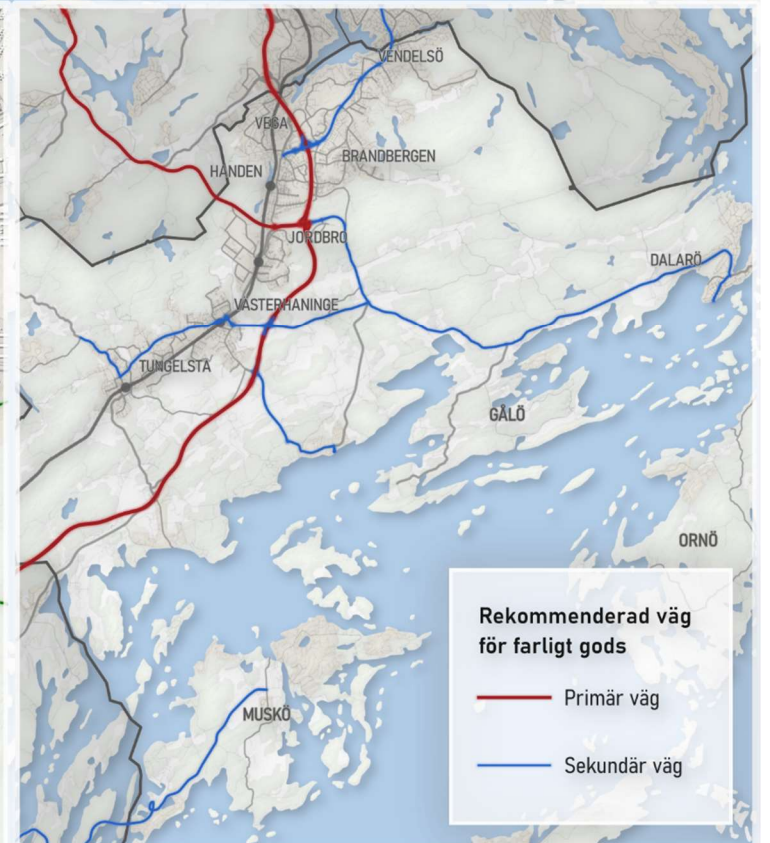 VENDELSÖ
VEGA
BRANDBERGEN
HANDEN
JORDBRO
DALARÖ
VÄSTERHANINGE
TUNGELSTA
GÅLÖ
ORNÖ
Rekommenderad väg
för farligt gods
Primär väg
MUSKÖ
Sekundär väg